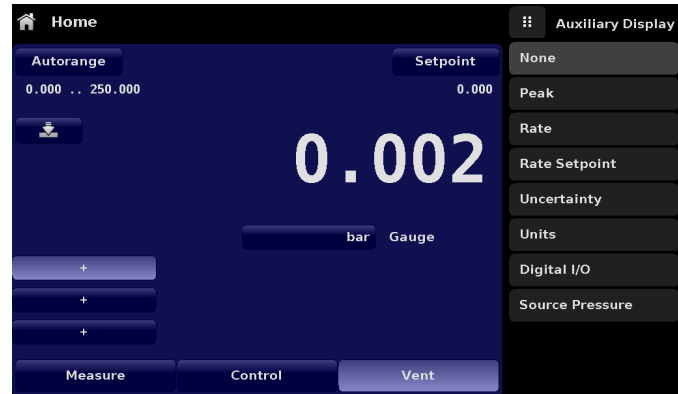 Home
Auxiliary Display
Autorange
Setpoint
0.000 .. 250.000
0.000
0.002
bar Gauge
+
+
+
Measure
Control
Vent
None
Peak
Rate
Rate Setpoint
Uncertainty
Units
Digital I/O
Source Pressure